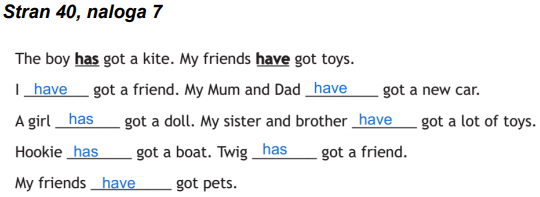 Stran 40, naloga 7
The boy has got a kite. My friends have got toys.
I have got a friend. My Mum and Dad have got a new car.
A girl has got a doll. My sister and brother have got a lot of toys.
Hookie has got a boat. Twig has got a friend.
My friends have got pets.